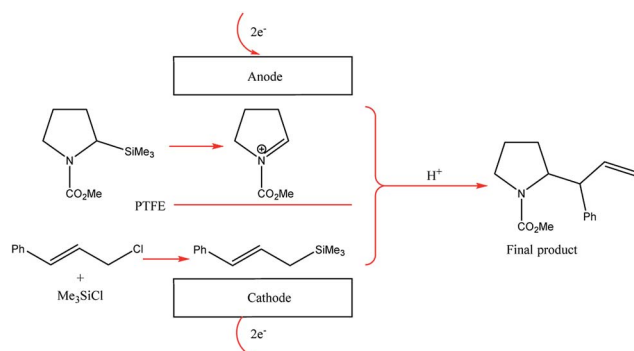 2e-
Anode
SiMe3
N
CO2Me
N
+
CO2Me
PTFE
H+
N
CO2Me
Ph
Final product
Ph
Cl
+
Me3SiCl
Ph
SiMe3
Cathode
2e-